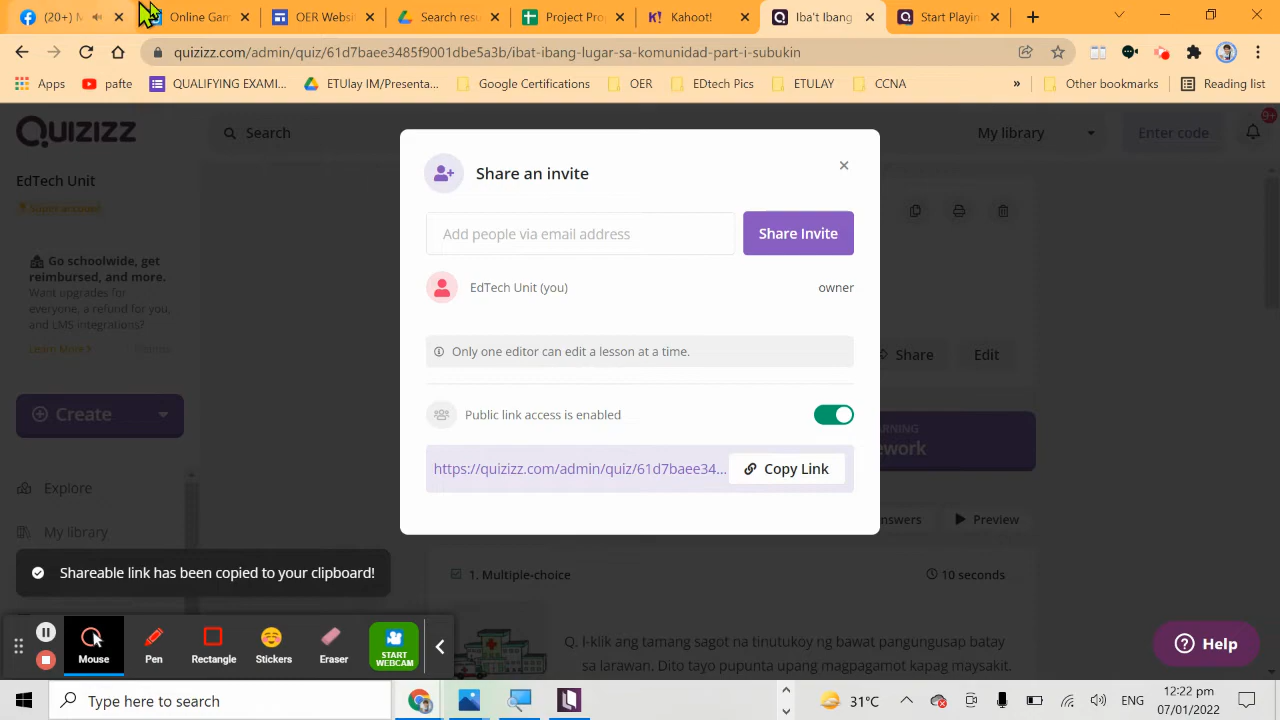 (20+) M
Online Gam
OER Websi
Search resu
Project Pro
Kahoot!
Iba't Ibang
Start Playin
quizizz.com/admin/quiz/61d7baee3485f9001dbe5a3b/ibat-ibang-lugar-sa-komunidad-part-i-subukin
Apps
pafte
QUALIFYING EXAMI...
ETUlay IM/Presenta...
Google Certifications
OER
EDtech Pics
ETULAY
CCNA
»
Other bookmarks
Reading list
QUIZIZZ
Search
My library
Enter code
9+
EdTech Unit
Super account
Go schoolwide, get
reimbursed, and more.
Want upgrades for
everyone, a refund for you,
and LMS integrations?
Learn More >
Create
Explore
My library
Share an invite
Add people via email address
Share Invite
EdTech Unit (you)
owner
Only one editor can edit a lesson at a time.
Public link access is enabled
https://quizizz.com/admin/quiz/61d7baee34...
Copy Link
Share
Edit
ARNING
ework
nswers
Preview
Shareable link has been copied to your clipboard!
1. Multiple-choice
10 seconds
Q. I-klik ang tamang sagot na tinutukoy ng bawat pangungusap batay
sa larawan. Dito tayo pupunta upang magpagamot kapag maysakit.
Mouse
Pen
Rectangle
Stickers
Eraser
START
WEBCAM
Help
Type here to search
31°C
ENG
12:22 pm
07/01/2022